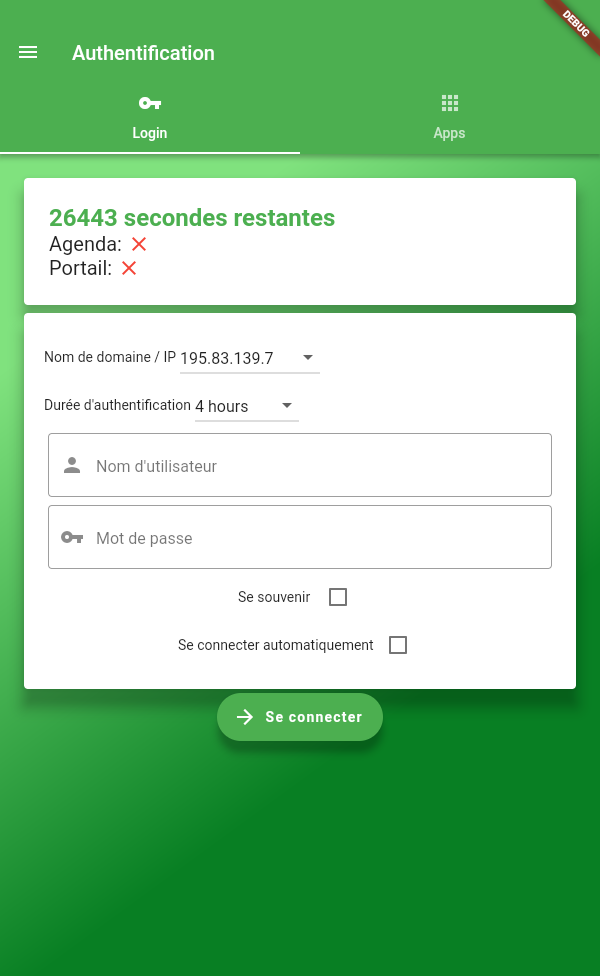 DEBUG
Authentification
Login
Apps
26443 secondes restantes
Agenda:
Portail:
Nom de domaine / IP 195.83.139.7
Durée d'authentification 4 hours
Nom d'utilisateur
Mot de passe
Se souvenir
Se connecter automatiquement
Se connecter